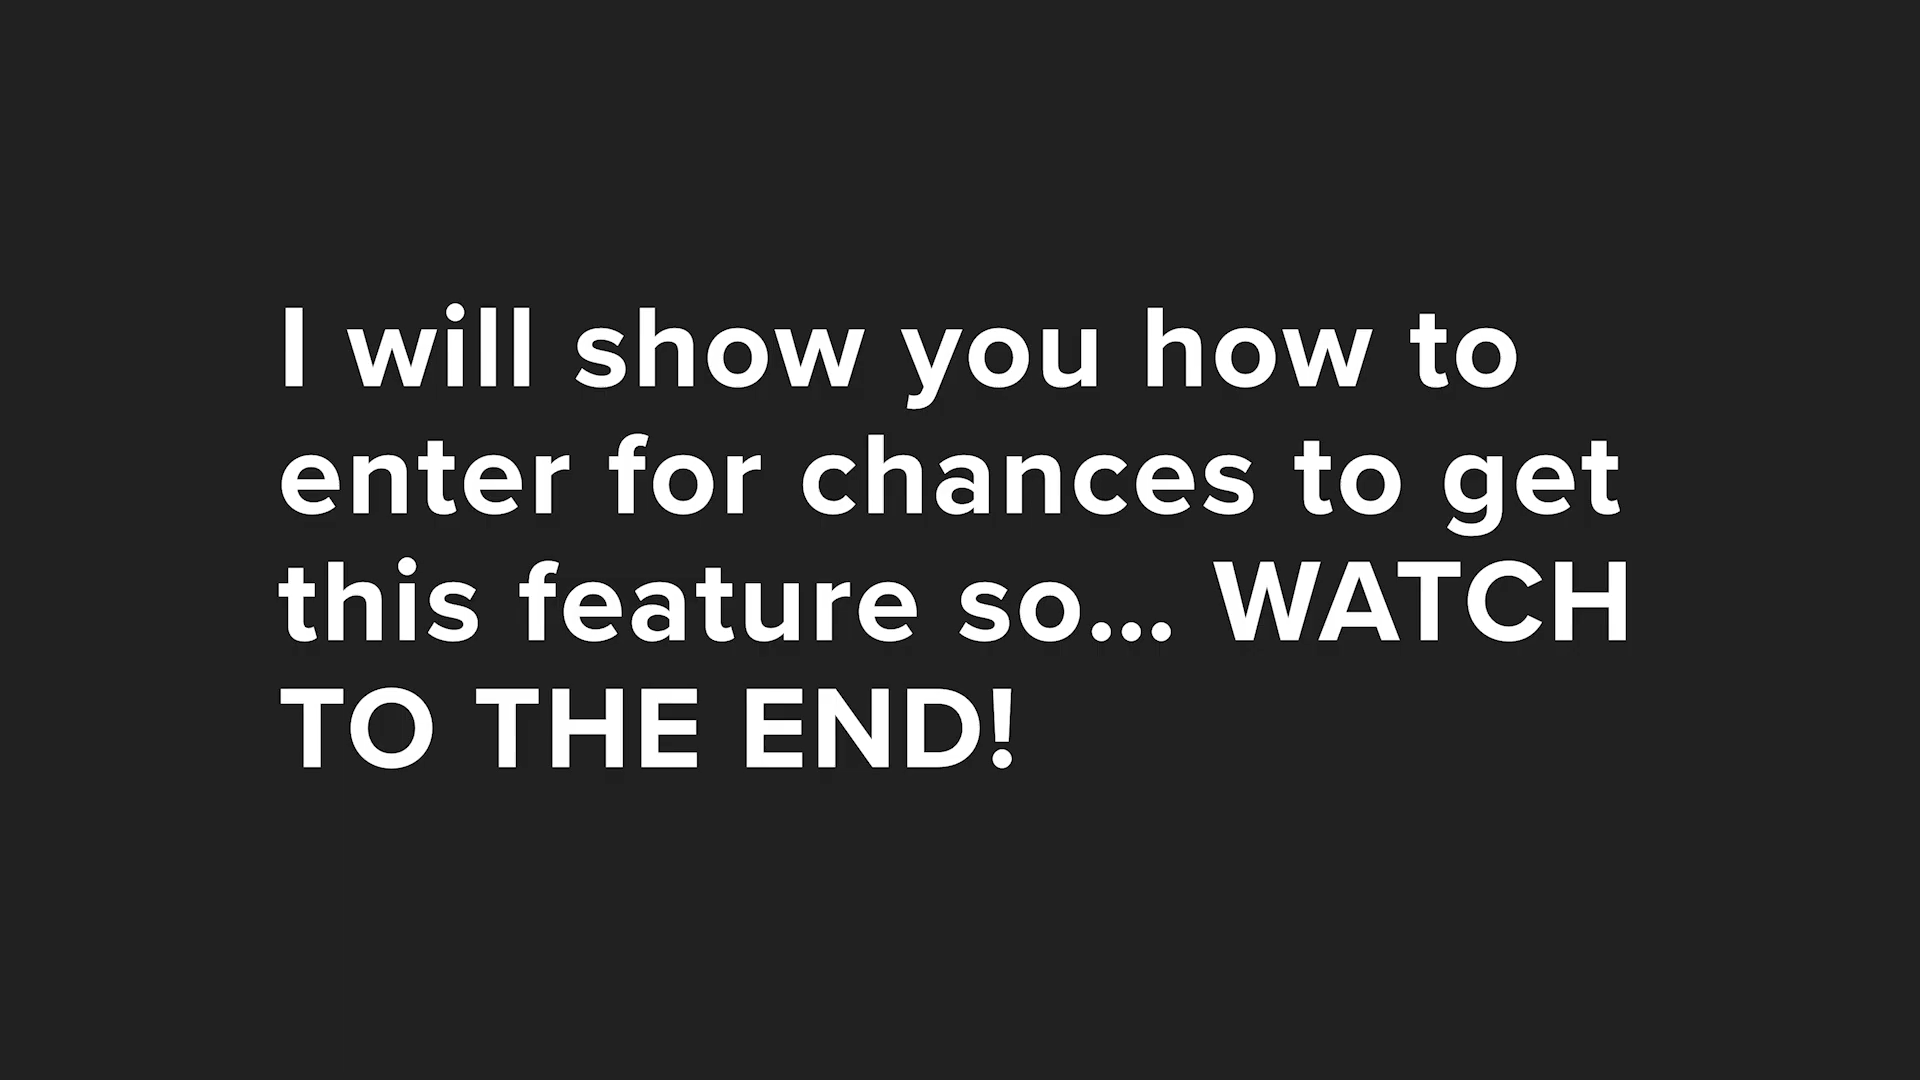 I will show you how to
enter for chances to get
this feature so... WATCH
TO THE END!